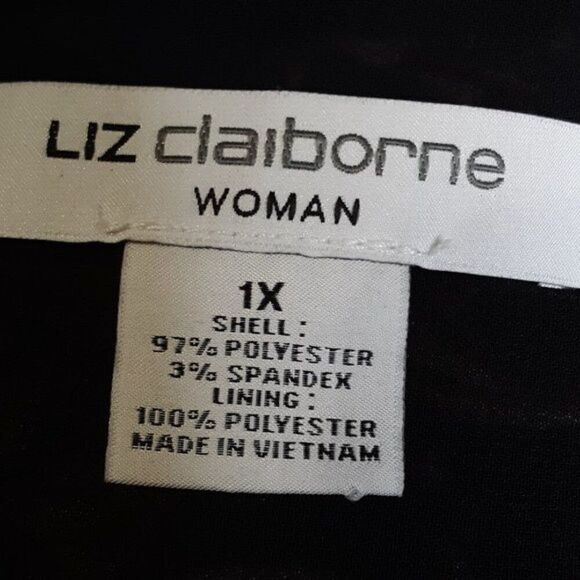 LIZ claiborne
WOMAN
1X
SHELL :
97% POLYESTER
3% SPANDEX
LINING :
100% POLYESTER
MADE IN VIETNAM